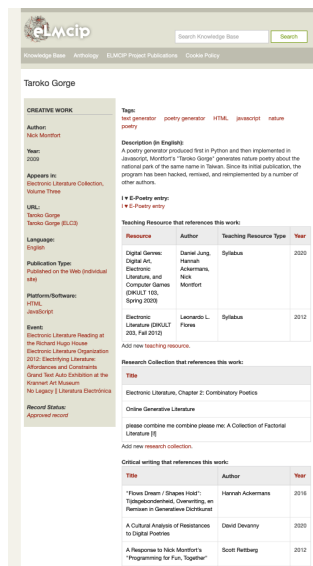 eLMCIP
Search Knowledge Base
Search
Knowledge Base Anthology ELMCIP Project Publications Cookie Policy
Taroko Gorge
CREATIVE WORK
Author:
Nick Montfort
Year:
2009
Appears in:
Electronic Literature Collection,
Volume Three
URL:
Taroko Gorge
Taroko Gorge (ELC3)
Language:
English
Publication Type:
Published on the Web (individual
site)
Platform/Software:
HTML
JavaScript
Event:
Electronic Literature Reading at
the Richard Hugo House
Electronic Literature Organization
2012: Electrifying Literature:
Affordances and Constraints
Grand Text Auto Exhibition at the
Krannert Art Museum
No Legacy || Literatura Electrónica
Record Status:
Approved record
Tags:
text generator poetry generator HTML javascript nature
poetry
Description (in English):
A poetry generator produced first in Python and then implemented in
Javascript, Montfort's "Taroko Gorge" generates nature poetry about the
national park of the same name in Taiwan. Since its initial publication, the
program has been hacked, remixed, and reimplemented by a number of
other authors.
I ♥ E-Poetry entry:
I ♥ E-Poetry entry
Teaching Resource that references this work:
Resource Author Teaching Resource Type Year
Digital Genres: Daniel Jung, Syllabus 2020
Digital Art, Hannah
Electronic Ackermans,
Literature, and Nick
Computer Games Montfort
(DIKULT 103,
Spring 2020)
Electronic Leonardo L. Syllabus 2012
Literature (DIKULT Flores
203, Fall 2012)
Add new teaching resource.
Research Collection that references this work:
Title
Electronic Literature, Chapter 2: Combinatory Poetics
Online Generative Literature
please combine me combine please me: A Collection of Factorial
Literature [!]
Add new research collection.
Critical writing that references this work:
Title Author Year
"Flows Dream / Shapes Hold": Hannah Ackermans 2016
Tijdsgebondenheid, Overwriting, en
Remixen in Generatieve Dichtkunst
A Cultural Analysis of Resistances David Devanny 2020
to Digital Poetries
A Response to Nick Montfort's Scott Rettberg 2012
"Programming for Fun, Together"